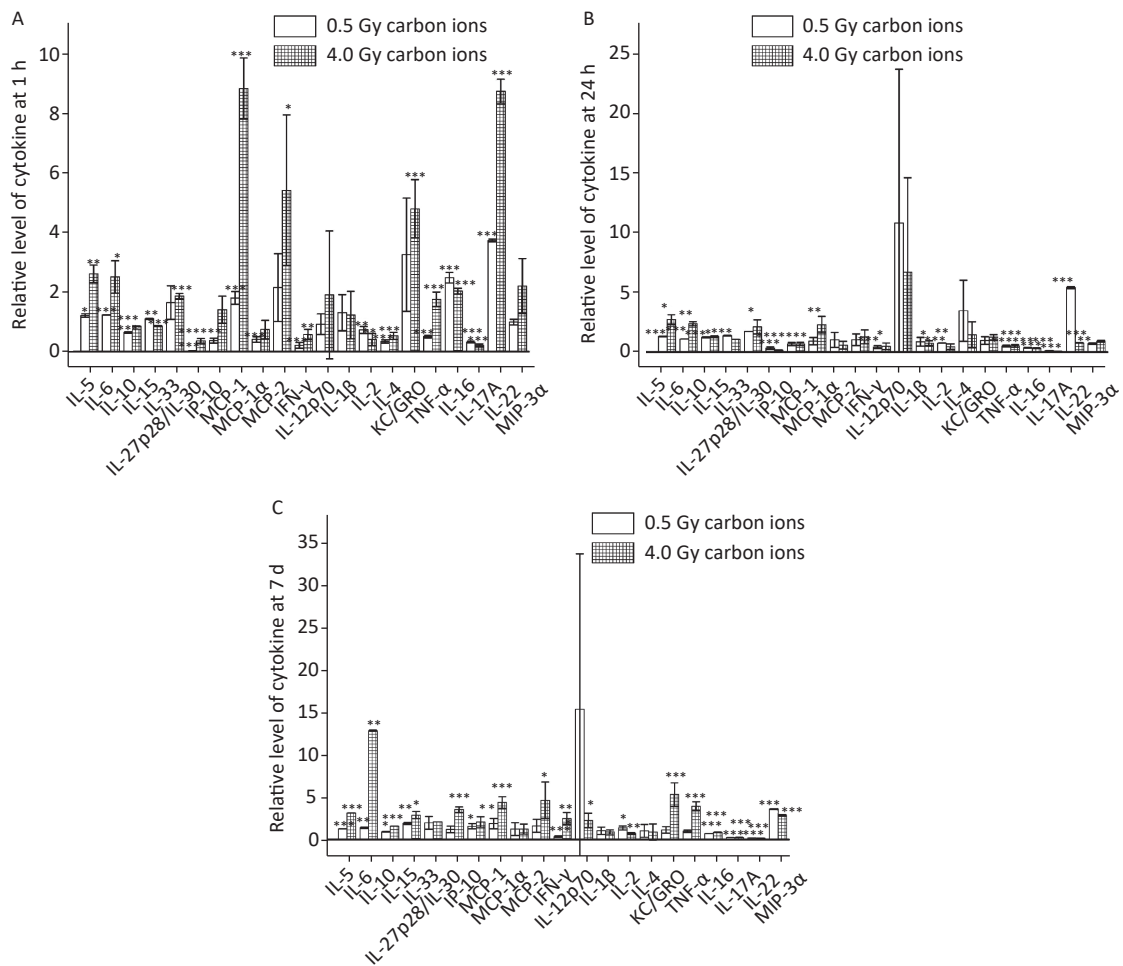 A
0.5 Gy carbon ions
4.0 Gy carbon ions
Relative level of cytokine at 1 h
10
8
6
4
2
0
IL-5
IL-6
IL-10
IL-15
IL-33
IL-27p28/IL-30
IP-10
MCP-1
MCP-1α
MCP-2
IFN-γ
IL-12p70
IL-1β
IL-2
IL-4
KC/GRO
TNF-α
IL-16
IL-17A
IL-22
MIP-3α
B
0.5 Gy carbon ions
4.0 Gy carbon ions
Relative level of cytokine at 24 h
25
20
15
10
5
0
IL-5
IL-6
IL-10
IL-15
IL-33
IL-27p28/IL-30
IP-10
MCP-1
MCP-1α
MCP-2
IFN-γ
IL-12p70
IL-1β
IL-2
IL-4
KC/GRO
TNF-α
IL-16
IL-17A
IL-22
MIP-3α
C
0.5 Gy carbon ions
4.0 Gy carbon ions
Relative level of cytokine at 7 d
35
30
25
20
15
10
5
0
IL-5
IL-6
IL-10
IL-15
IL-33
IL-27p28/IL-30
IP-10
MCP-1
MCP-1α
MCP-2
IFN-γ
IL-12p70
IL-1β
IL-2
IL-4
KC/GRO
TNF-α
IL-16
IL-17A
IL-22
MIP-3α